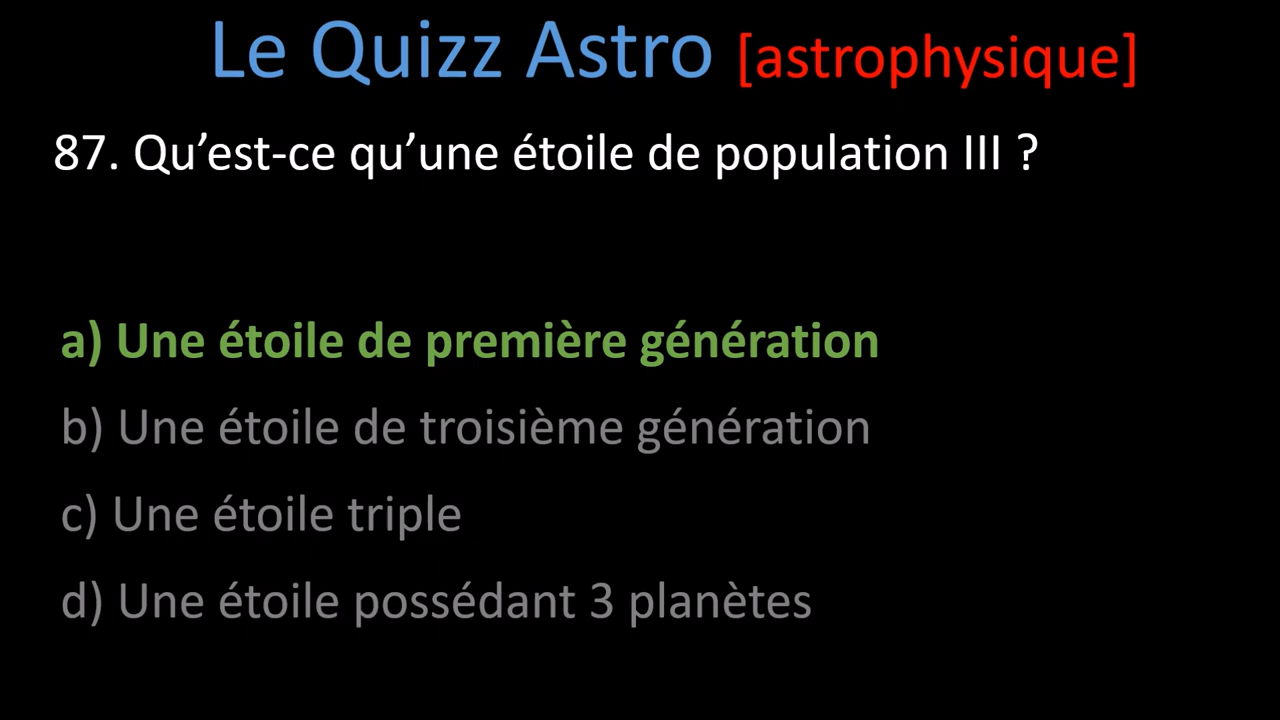 Le Quizz Astro [astrophysique]
87. Qu’est-ce qu’une étoile de population III ?
a) Une étoile de première génération
b) Une étoile de troisième génération
c) Une étoile triple
d) Une étoile possédant 3 planètes